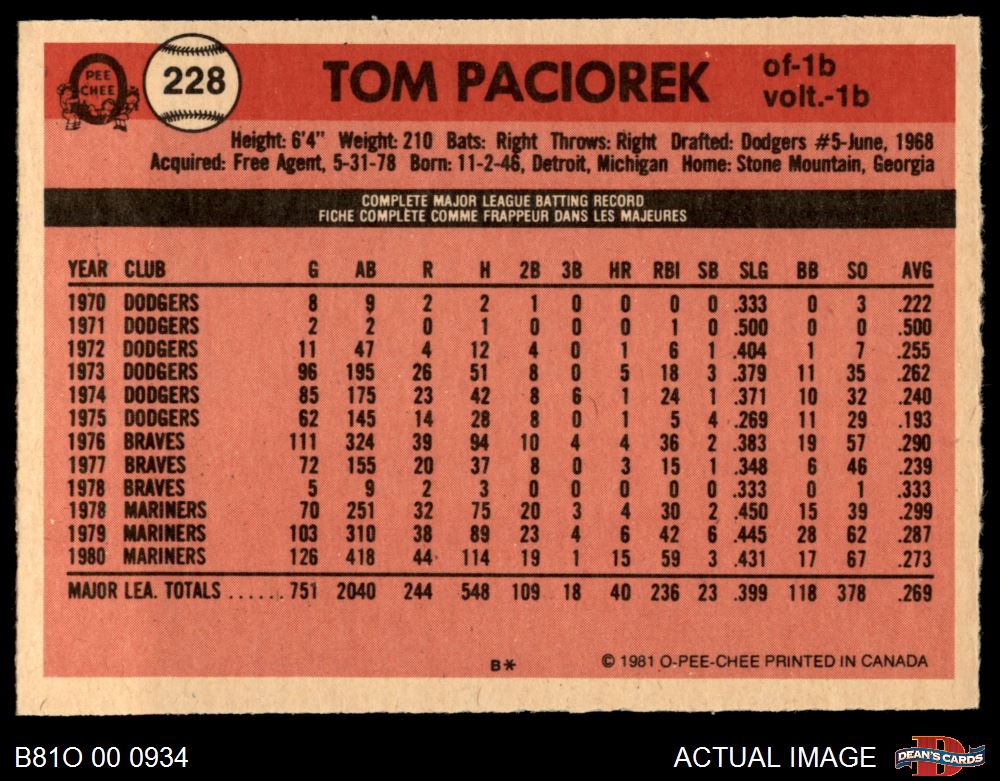 PEE
CHEE
228
TOM PACIOREK
of-1b
volt.-1b
Height: 6'4" Weight: 210 Bats: Right Throws: Right Drafted: Dodgers #5-June, 1968
Acquired: Free Agent, 5-31-78 Born: 11-2-46, Detroit, Michigan Home: Stone Mountain, Georgia
COMPLETE MAJOR LEAGUE BATTING RECORD
FICHE COMPLÈTE COMME FRAPPEUR DANS LES MAJEURES
YEAR CLUB G AB R H 2B 3B HR RBI SB SLG BB SO AVG
1970 DODGERS 8 9 2 2 1 0 0 0 0 .333 0 3 .222
1971 DODGERS 2 2 0 1 0 0 0 1 0 .500 0 0 .500
1972 DODGERS 11 47 4 12 4 0 1 6 1 .404 1 7 .255
1973 DODGERS 96 195 26 51 8 0 5 18 3 .379 11 35 .262
1974 DODGERS 85 175 23 42 8 6 1 24 1 .371 10 32 .240
1975 DODGERS 62 145 14 28 8 0 1 5 4 .269 11 29 .193
1976 BRAVES 111 324 39 94 10 4 4 36 2 .383 19 57 .290
1977 BRAVES 72 155 20 37 8 0 3 15 1 .348 6 46 .239
1978 BRAVES 5 9 2 3 0 0 0 0 0 .333 0 1 .333
1978 MARINERS 70 251 32 75 20 3 4 30 2 .450 15 39 .299
1979 MARINERS 103 310 38 89 23 4 6 42 6 .445 28 62 .287
1980 MARINERS 126 418 44 114 19 1 15 59 3 .431 17 67 .273
MAJOR LEA. TOTALS ...... 751 2040 244 548 109 18 40 236 23 .399 118 378 .269
B*
© 1981 O-PEE-CHEE PRINTED IN CANADA
B81O 00 0934
ACTUAL IMAGE
D
DEAN'S CARDS